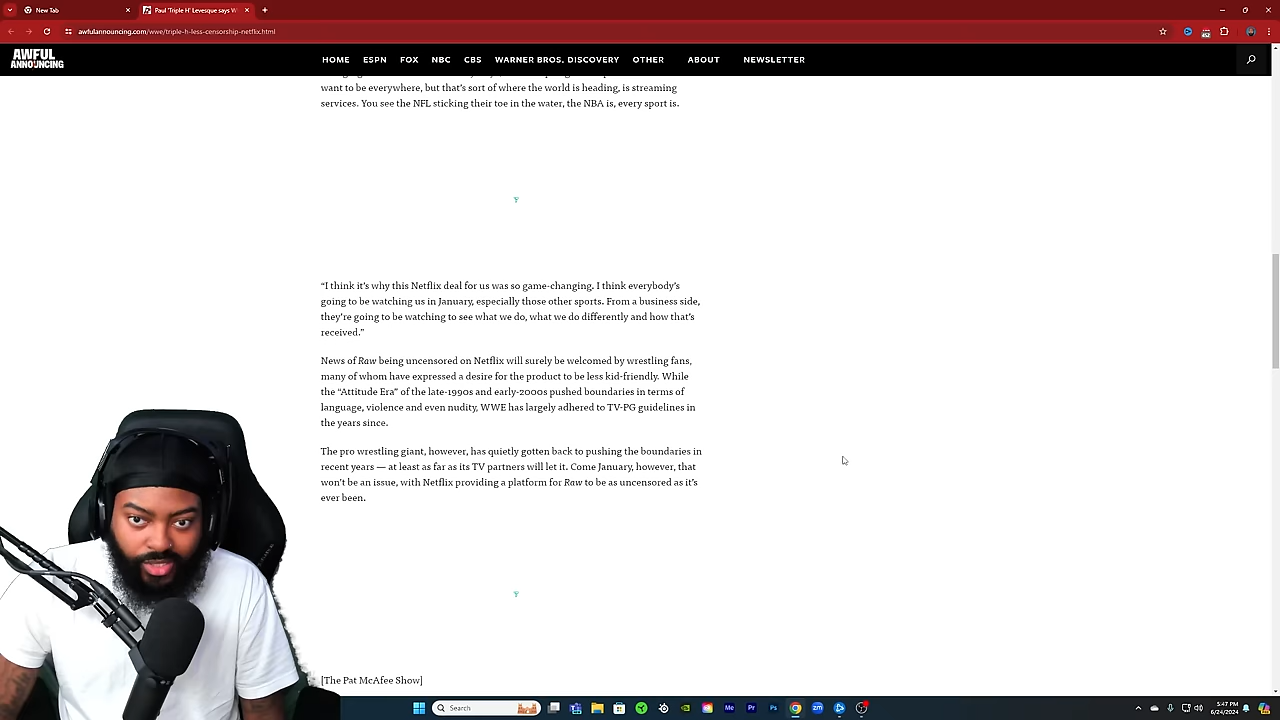 New Tab
Paul 'Triple H' Levesque says W
awfulannouncing.com/wwe/triple-h-less-censorship-netflix.html
452
AWFUL
ANNOUNCING
HOME ESPN FOX NBC CBS WARNER BROS. DISCOVERY OTHER ABOUT NEWSLETTER
want to be everywhere, but that's sort of where the world is heading, is streaming
services. You see the NFL sticking their toe in the water, the NBA is, every sport is.
“I think it's why this Netflix deal for us was so game-changing. I think everybody's
going to be watching us in January, especially those other sports. From a business side,
they're going to be watching to see what we do, what we do differently and how that's
received.”
News of Raw being uncensored on Netflix will surely be welcomed by wrestling fans,
many of whom have expressed a desire for the product to be less kid-friendly. While
the “Attitude Era” of the late-1990s and early-2000s pushed boundaries in terms of
language, violence and even nudity, WWE has largely adhered to TV-PG guidelines in
the years since.
The pro wrestling giant, however, has quietly gotten back to pushing the boundaries in
recent years — at least as far as its TV partners will let it. Come January, however, that
won't be an issue, with Netflix providing a platform for Raw to be as uncensored as it's
ever been.
[The Pat McAfee Show]
Search
Me
Pr
Ps
zm
5:47 PM
6/24/2024